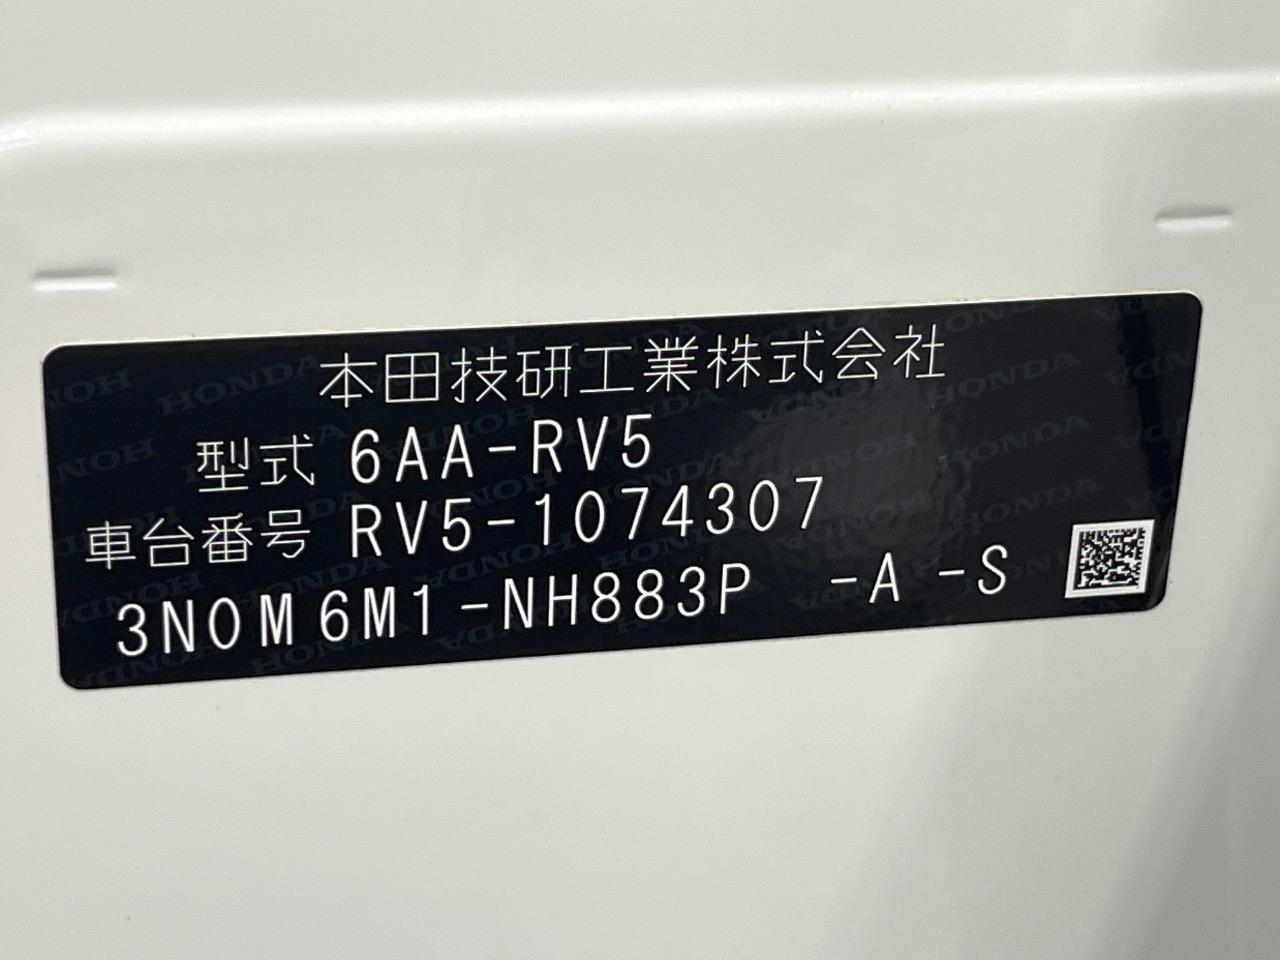 本田技研工業株式会社
型式 6AA-RV5
車台番号 RV5-1074307
3N0M6M1-NH883P -A -S